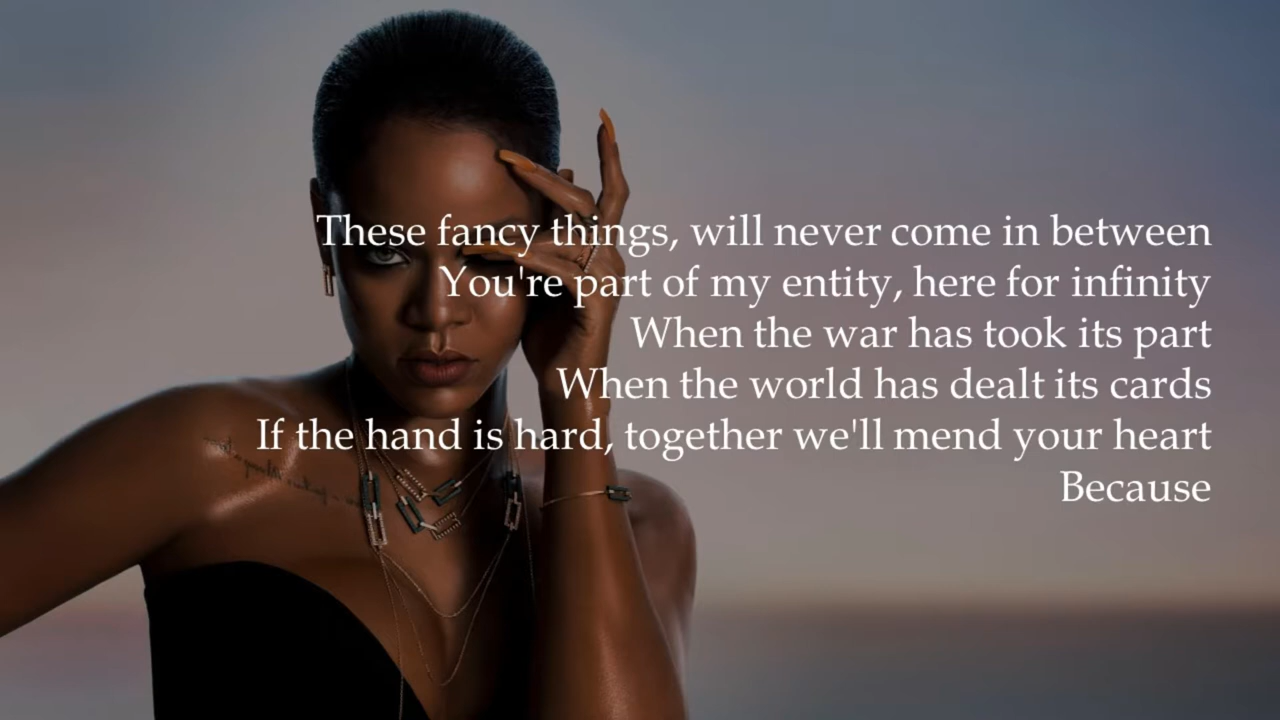 These fancy things, will never come in between
You're part of my entity, here for infinity
When the war has took its part
When the world has dealt its cards
If the hand is hard, together we'll mend your heart
Because